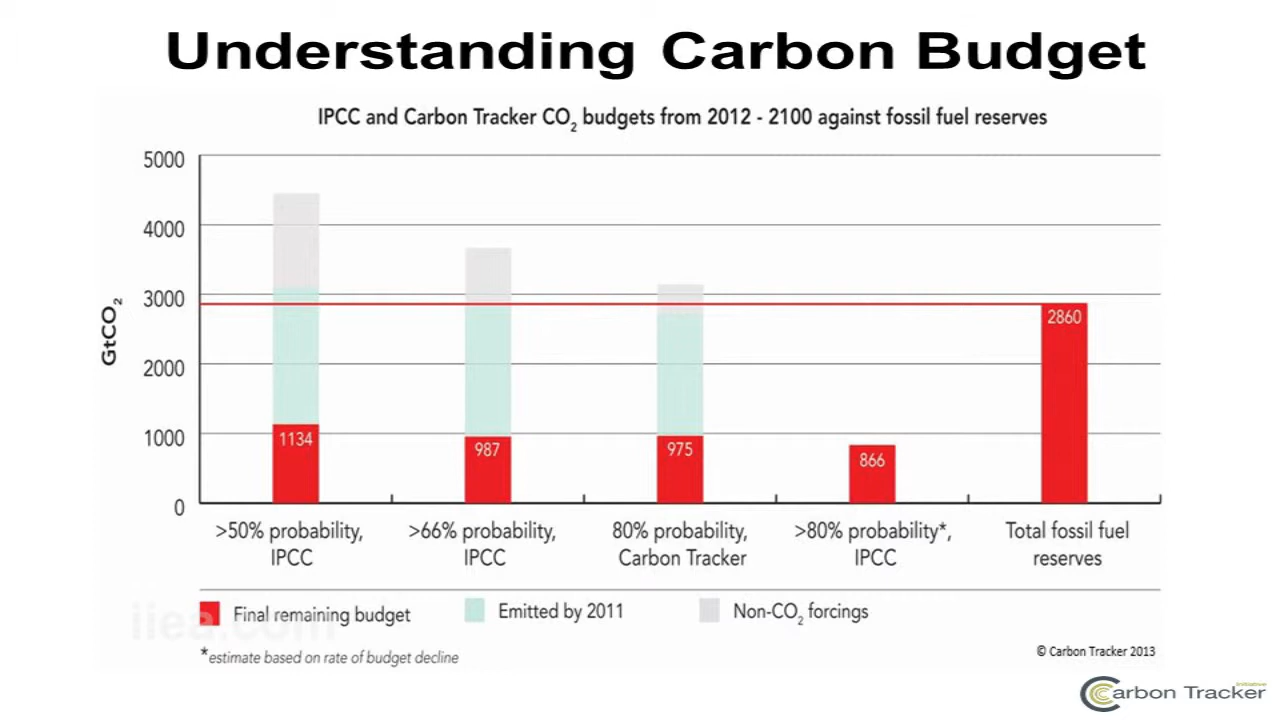 Understanding Carbon Budget
IPCC and Carbon Tracker CO₂ budgets from 2012 - 2100 against fossil fuel reserves
5000
4000
3000
2000
1000
0
GtCO₂
1134
987
975
866
2860
>50% probability,
IPCC
>66% probability,
IPCC
80% probability,
Carbon Tracker
>80% probability*,
IPCC
Total fossil fuel
reserves
Final remaining budget
Emitted by 2011
Non-CO₂ forcings
iiea.com
*estimate based on rate of budget decline
© Carbon Tracker 2013
Carbon Tracker
Initiative